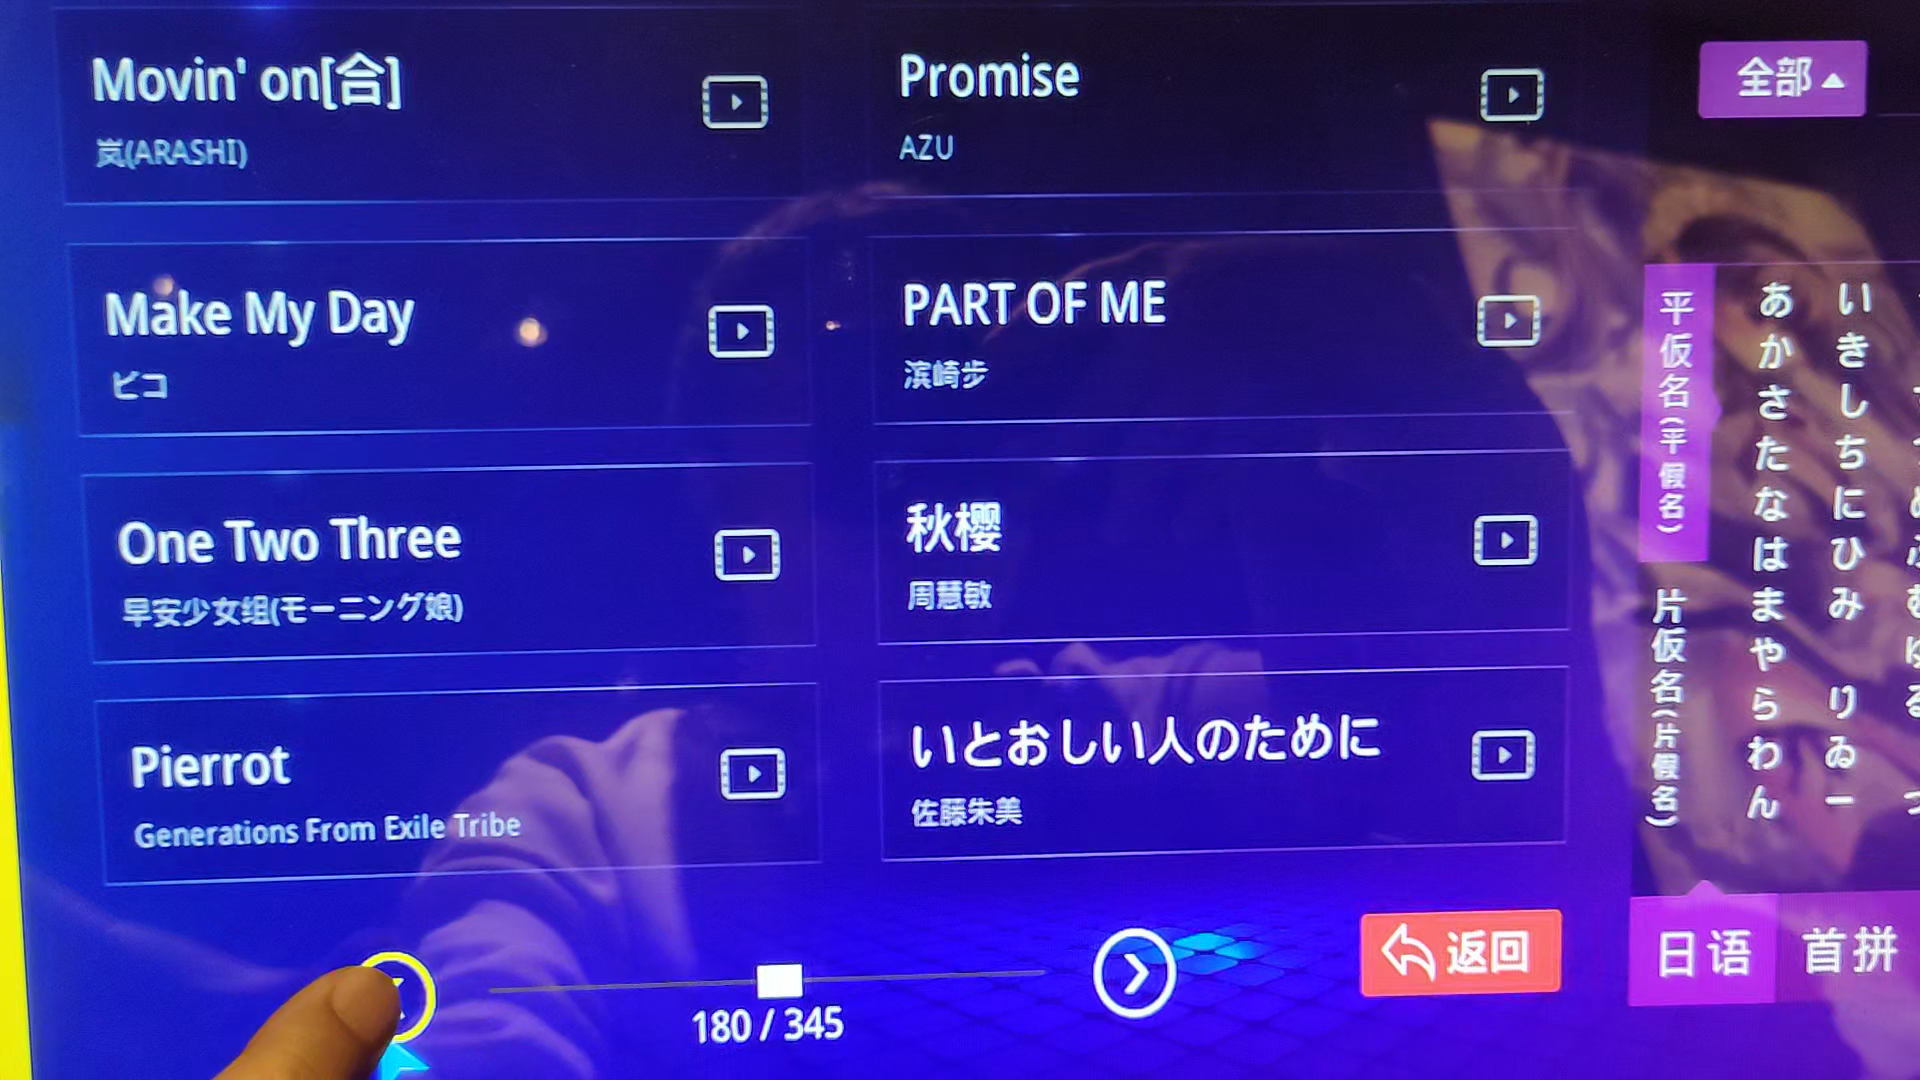 Movin' on[合]
岚(ARASHI)
Promise
AZU
Make My Day
ピコ
PART OF ME
滨崎步
One Two Three
早安少女组(モーニング娘)
秋樱
周慧敏
Pierrot
Generations From Exile Tribe
いとおしい人のために
佐藤朱美
180 / 345
返回
全部
平仮名(平假名)
片仮名(片假名)
あかさたなはまやらわん
いきしちにひみ りゐー
日语
首拼